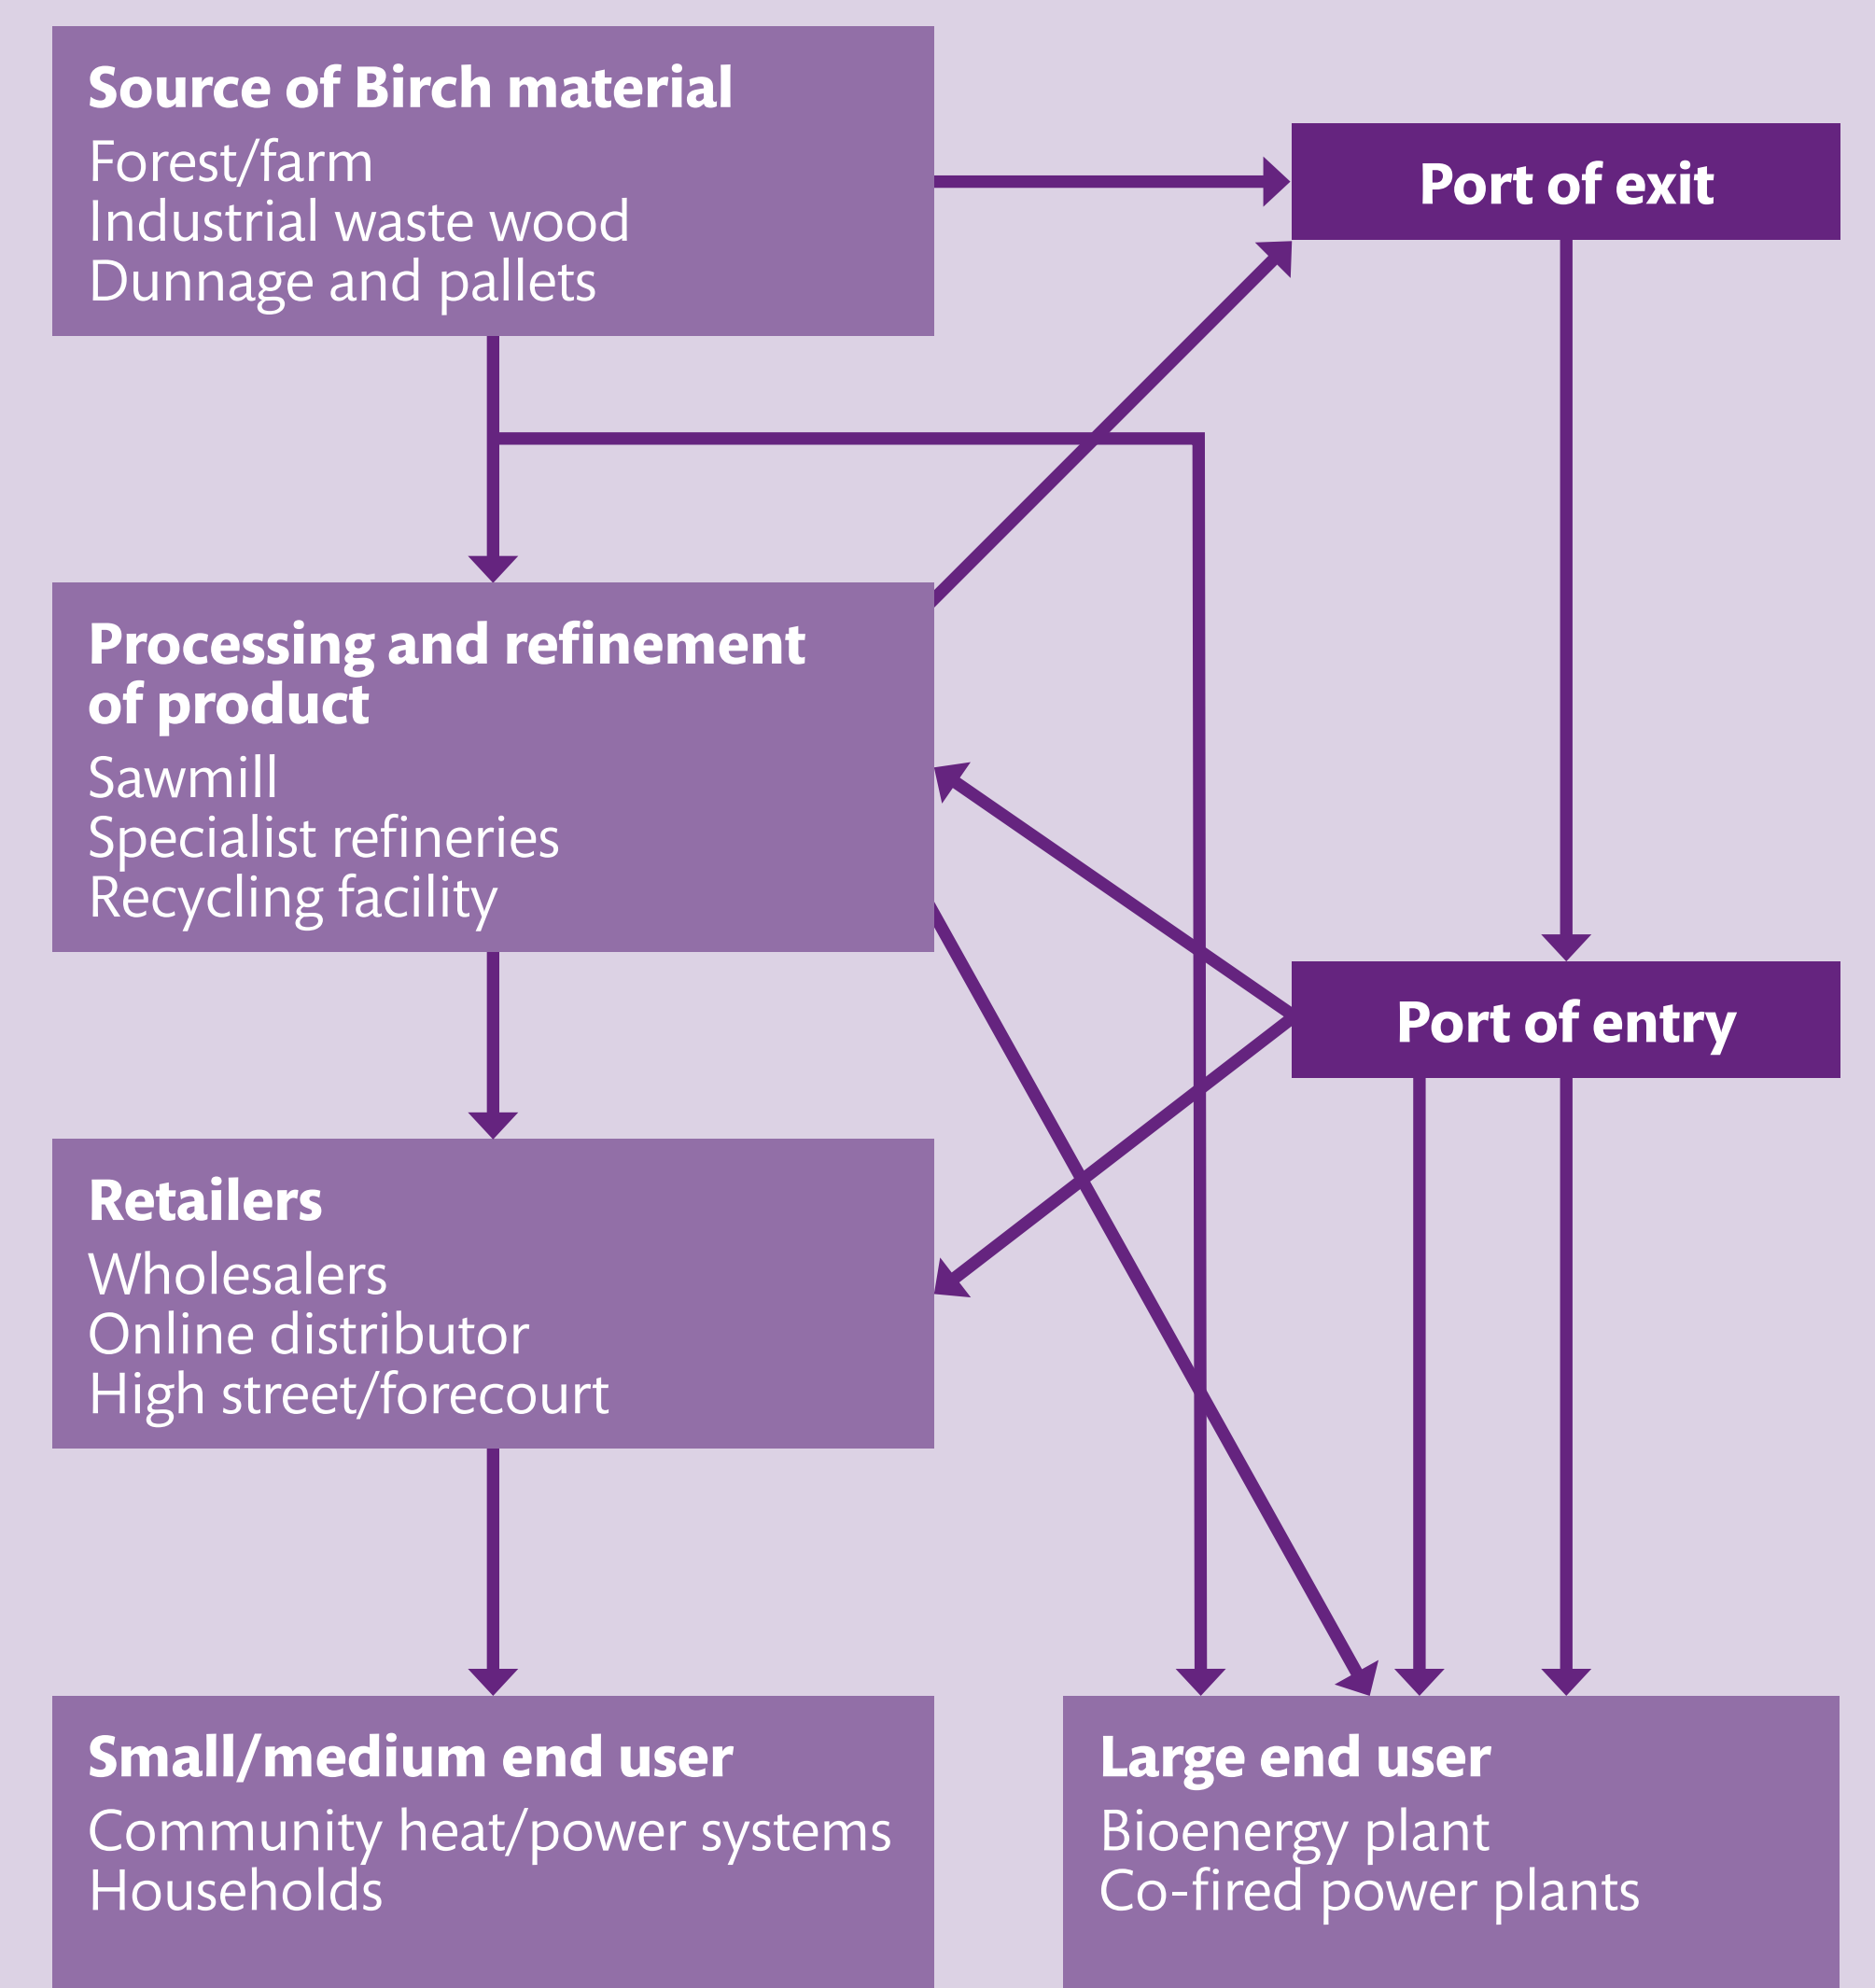 Source of Birch material
Forest/farm
Industrial waste wood
Dunnage and pallets
Port of exit
Processing and refinement
of product
Sawmill
Specialist refineries
Recycling facility
Port of entry
Retailers
Wholesalers
Online distributor
High street/forecourt
Small/medium end user
Community heat/power systems
Households
Large end user
Bioenergy plant
Co-fired power plants